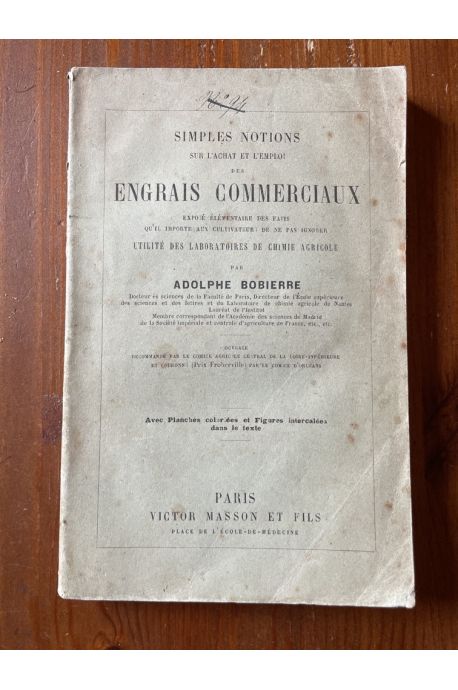 SIMPLES NOTIONS
SUR L'ACHAT ET L'EMPLOI
DES
ENGRAIS COMMERCIAUX
EXPOSÉ ÉLÉMENTAIRE DES FAITS
QU'IL IMPORTE AUX CULTIVATEURS DE NE PAS IGNORER
UTILITÉ DES LABORATOIRES DE CHIMIE AGRICOLE
PAR
ADOLPHE BOBIERRE
Docteur ès sciences de la Faculté de Paris, Directeur de l'École supérieure
des sciences et des lettres et du Laboratoire de chimie agricole de Nantes
Lauréat de l'Institut
Membre correspondant de l'Académie des sciences de Madrid
de la Société impériale et centrale d'agriculture de France, etc., etc.
OUVRAGE
RECOMMANDÉ PAR LE COMICE AGRICOLE CENTRAL DE LA LOIRE-INFÉRIEURE
ET COURONNÉ (Prix Froberville) PAR LE COMICE D'ORLÉANS
Avec Planches coloriées et Figures intercalées
dans le texte
PARIS
VICTOR MASSON ET FILS
PLACE DE L'ÉCOLE-DE-MÉDECINE